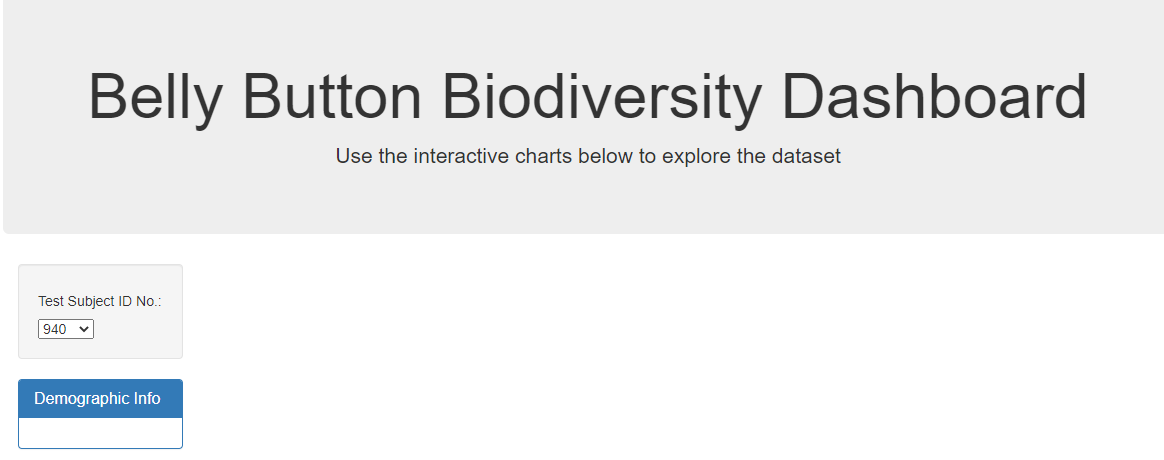 Belly Button Biodiversity Dashboard
Use the interactive charts below to explore the dataset
Test Subject ID No.:
940
Demographic Info